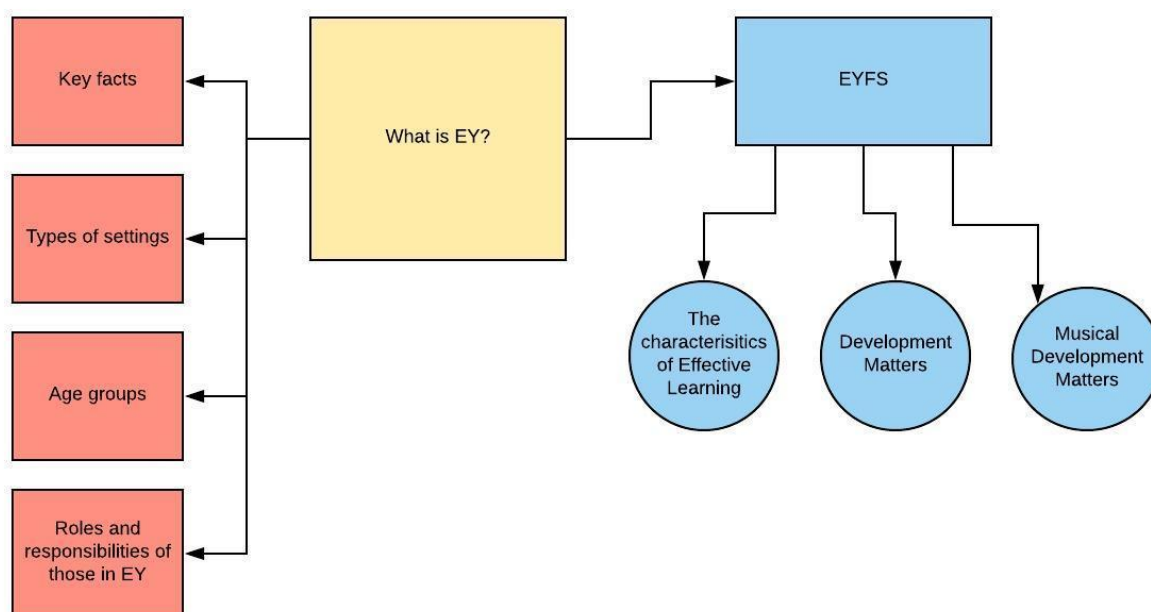 Key facts
What is EY?
EYFS
Types of settings
Age groups
Roles and
responsibilities of
those in EY
The
characterisitics
of Effective
Learning
Development
Matters
Musical
Development
Matters